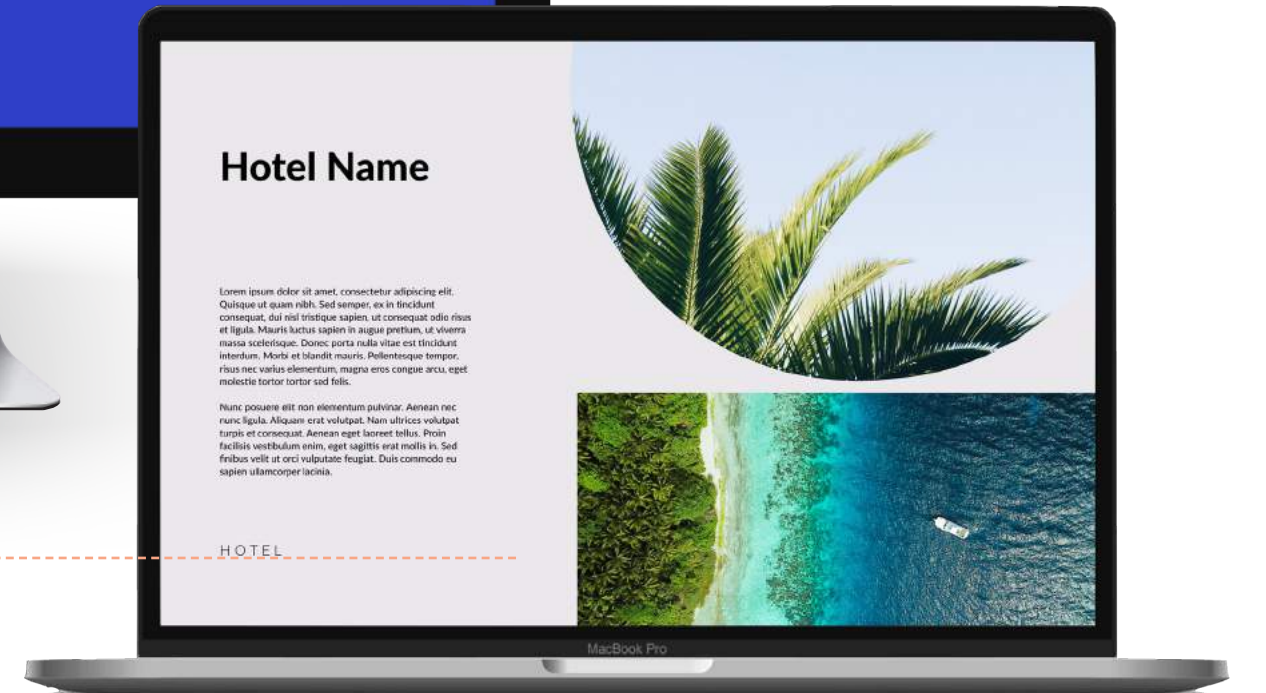 Hotel Name
Lorem ipsum dolor sit amet, consectetur adipiscing elit.
Quisque ut quam nibh. Sed semper, ex in tincidunt
consequat, dui nisl tristique sapien, ut consequat odio risus
et ligula. Mauris luctus sapien in augue pretium, ut viverra
massa scelerisque. Donec porta nulla vitae est tincidunt
interdum. Morbi et blandit mauris. Pellentesque tempor,
risus nec varius elementum, magna eros congue arcu, eget
molestie tortor tortor sed felis.
Nunc posuere elit non elementum pulvinar. Aenean nec
nunc ligula. Aliquam erat volutpat. Nam ultrices volutpat
turpis et consequat. Aenean eget laoreet tellus. Proin
facilisis vestibulum enim, eget sagittis erat mollis in. Sed
finibus velit ut orci vulputate feugiat. Duis commodo eu
sapien ullamcorper lacinia.
HOTEL
MacBook Pro